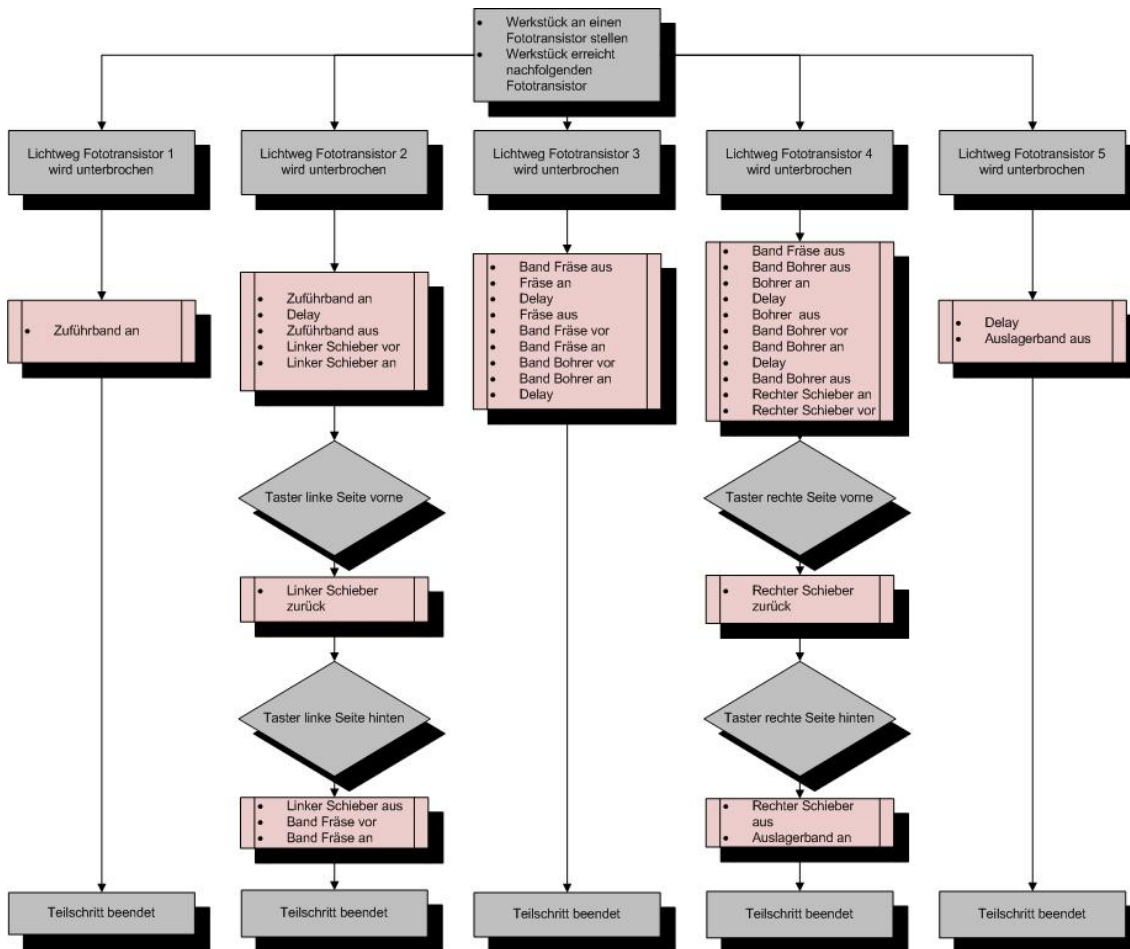 • Werkstück an einen
Fototransistor stellen
• Werkstück erreicht
nachfolgenden
Fototransistor
Lichtweg Fototransistor 1
wird unterbrochen
Lichtweg Fototransistor 2
wird unterbrochen
Lichtweg Fototransistor 3
wird unterbrochen
Lichtweg Fototransistor 4
wird unterbrochen
Lichtweg Fototransistor 5
wird unterbrochen
• Zuführband an
• Zuführband an
• Delay
• Zuführband aus
• Linker Schieber vor
• Linker Schieber an
• Band Fräse aus
• Fräse an
• Delay
• Fräse aus
• Band Fräse vor
• Band Fräse an
• Band Bohrer vor
• Band Bohrer an
• Delay
• Band Fräse aus
• Band Bohrer aus
• Bohrer an
• Delay
• Bohrer aus
• Band Bohrer vor
• Band Bohrer an
• Delay
• Band Bohrer aus
• Rechter Schieber an
• Rechter Schieber vor
• Delay
• Auslagerband aus
Taster linke Seite vorne
Taster rechte Seite vorne
• Linker Schieber
zurück
• Rechter Schieber
zurück
Taster linke Seite hinten
Taster rechte Seite hinten
• Linker Schieber aus
• Band Fräse vor
• Band Fräse an
• Rechter Schieber
aus
• Auslagerband an
Teilschritt beendet
Teilschritt beendet
Teilschritt beendet
Teilschritt beendet
Teilschritt beendet